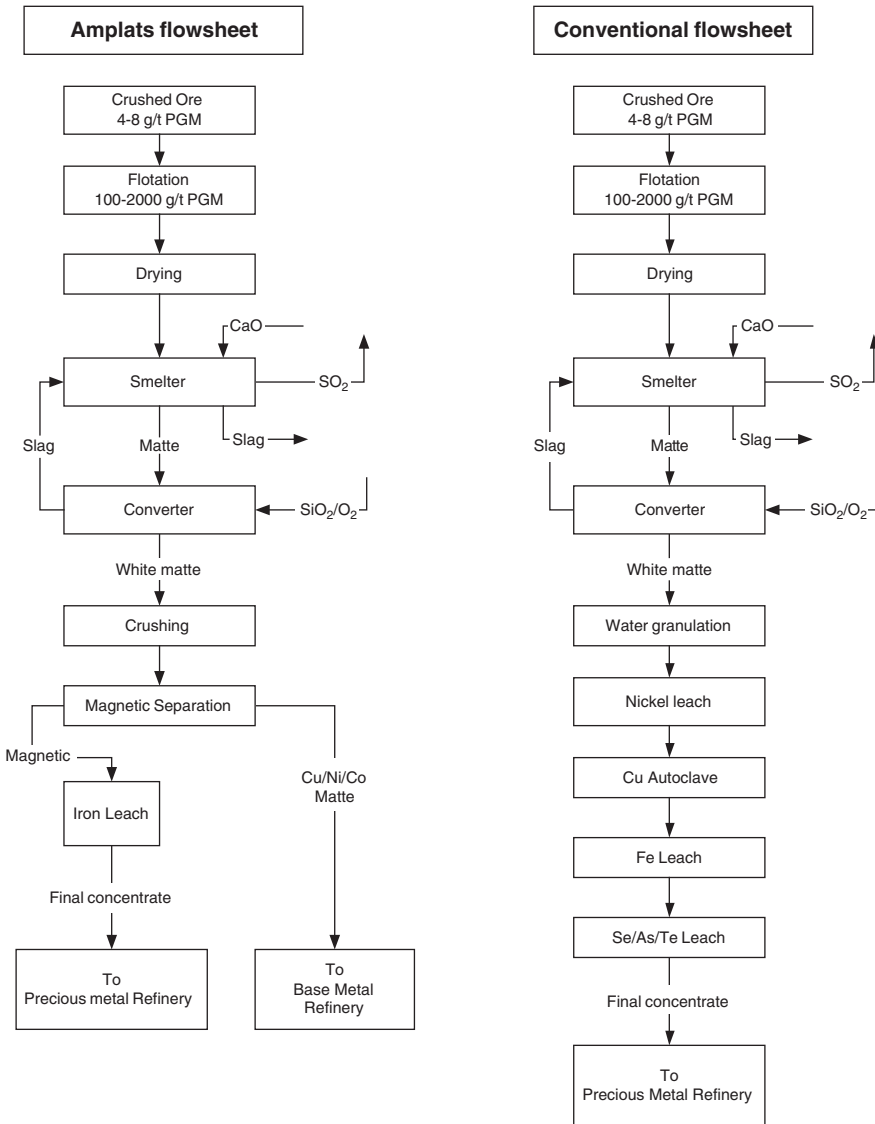 Amplats flowsheet
Crushed Ore
4-8 g/t PGM
Flotation
100-2000 g/t PGM
Drying
CaO
Smelter
SO2
Slag
Matte
Slag
Converter
SiO2/O2
White matte
Crushing
Magnetic Separation
Magnetic
Cu/Ni/Co
Matte
Iron Leach
Final concentrate
To
Precious metal Refinery
To
Base Metal
Refinery
Conventional flowsheet
Crushed Ore
4-8 g/t PGM
Flotation
100-2000 g/t PGM
Drying
CaO
Smelter
SO2
Slag
Matte
Slag
Converter
SiO2/O2
White matte
Water granulation
Nickel leach
Cu Autoclave
Fe Leach
Se/As/Te Leach
Final concentrate
To
Precious Metal Refinery